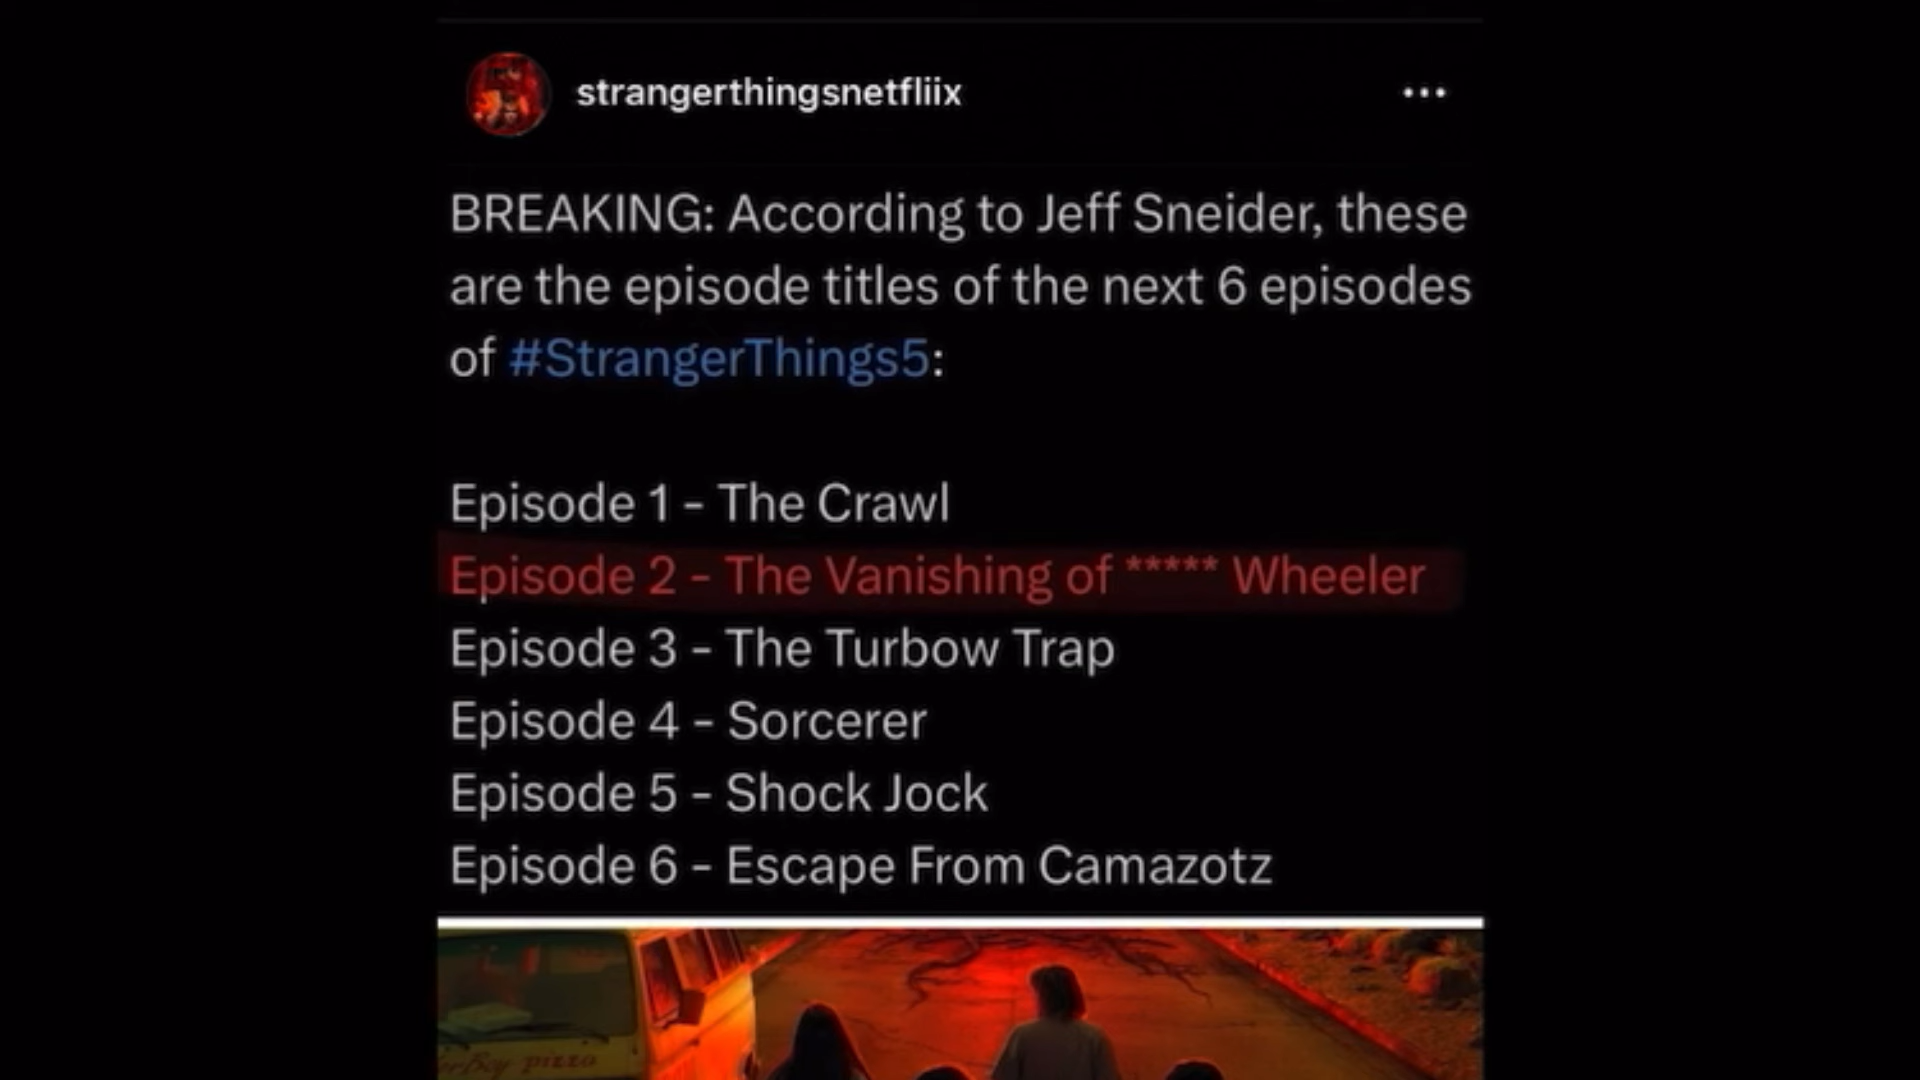 strangerthingsnetfliix
BREAKING: According to Jeff Sneider, these
are the episode titles of the next 6 episodes
of #StrangerThings5:
Episode 1 - The Crawl
Episode 2 - The Vanishing of ***** Wheeler
Episode 3 - The Turbow Trap
Episode 4 - Sorcerer
Episode 5 - Shock Jock
Episode 6 - Escape From Camazotz
pizza